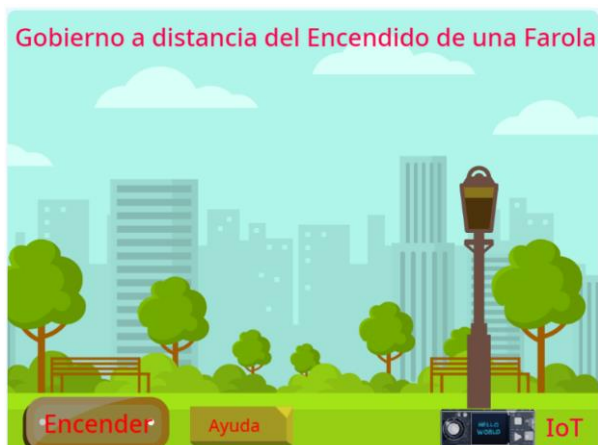 Gobierno a distancia del Encendido de una Farola
Encender
Ayuda
HELLO
WORLD
IoT